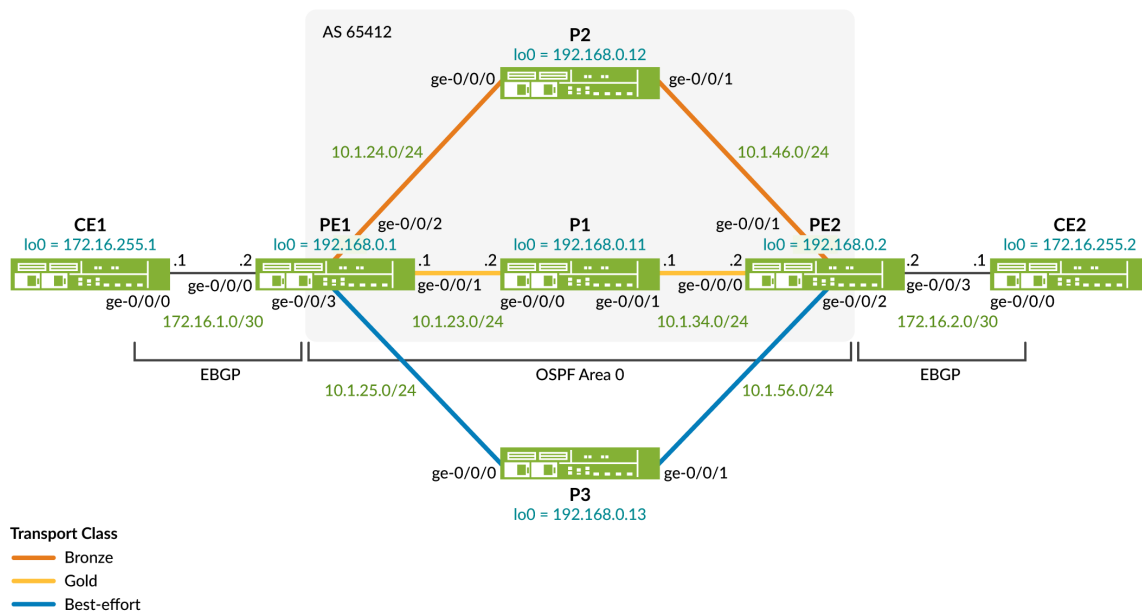 AS 65412
P2
lo0 = 192.168.0.12
ge-0/0/0
ge-0/0/1
10.1.24.0/24
10.1.46.0/24
CE1
lo0 = 172.16.255.1
PE1
lo0 = 192.168.0.1
ge-0/0/2
P1
lo0 = 192.168.0.11
ge-0/0/1
PE2
lo0 = 192.168.0.2
CE2
lo0 = 172.16.255.2
.1
.2
.1
.2
.1
.2
.2
.1
ge-0/0/0
ge-0/0/0
ge-0/0/3
ge-0/0/1
ge-0/0/0
ge-0/0/1
ge-0/0/0
ge-0/0/2
ge-0/0/3
ge-0/0/0
172.16.1.0/30
10.1.23.0/24
10.1.34.0/24
172.16.2.0/30
EBGP
OSPF Area 0
EBGP
10.1.25.0/24
10.1.56.0/24
ge-0/0/0
ge-0/0/1
P3
lo0 = 192.168.0.13
Transport Class
Bronze
Gold
Best-effort